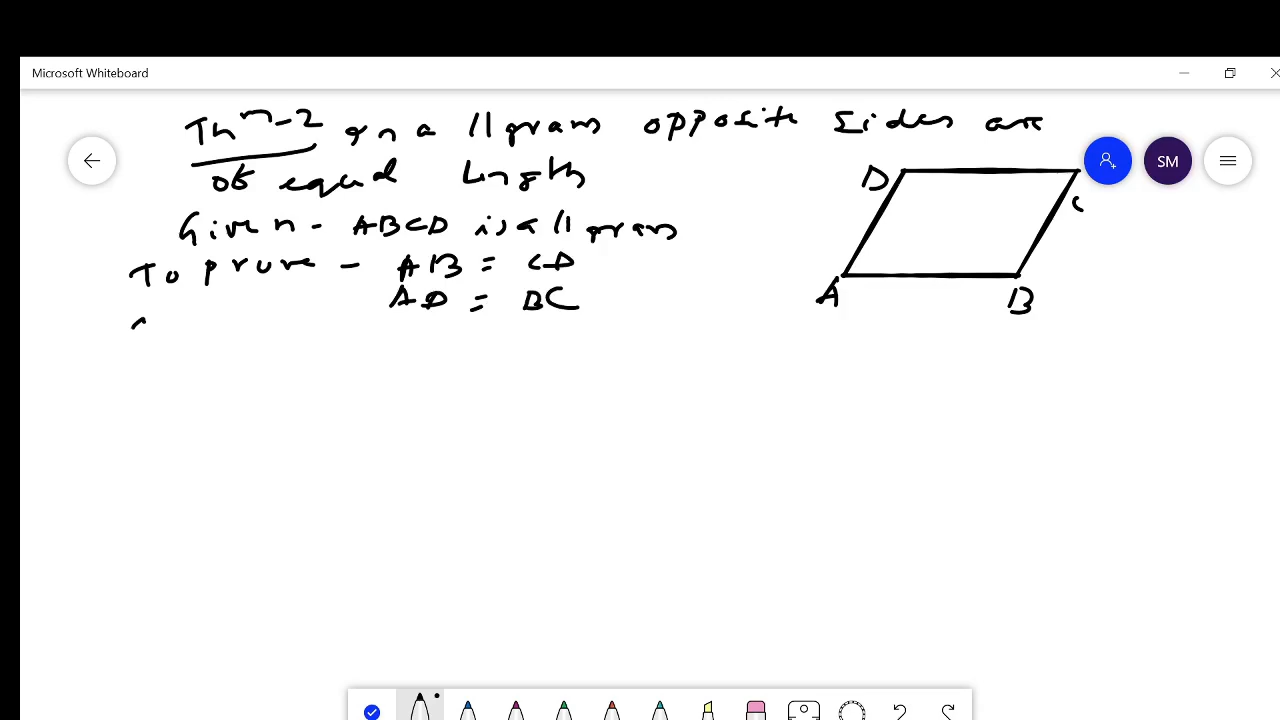 Microsoft Whiteboard
Thm-2 In a ||gram opposite sides are
of equal length
SM
D
C
Given - ABCD is a ||gram
To prove - AB = CD
AD = BC
A
B
C